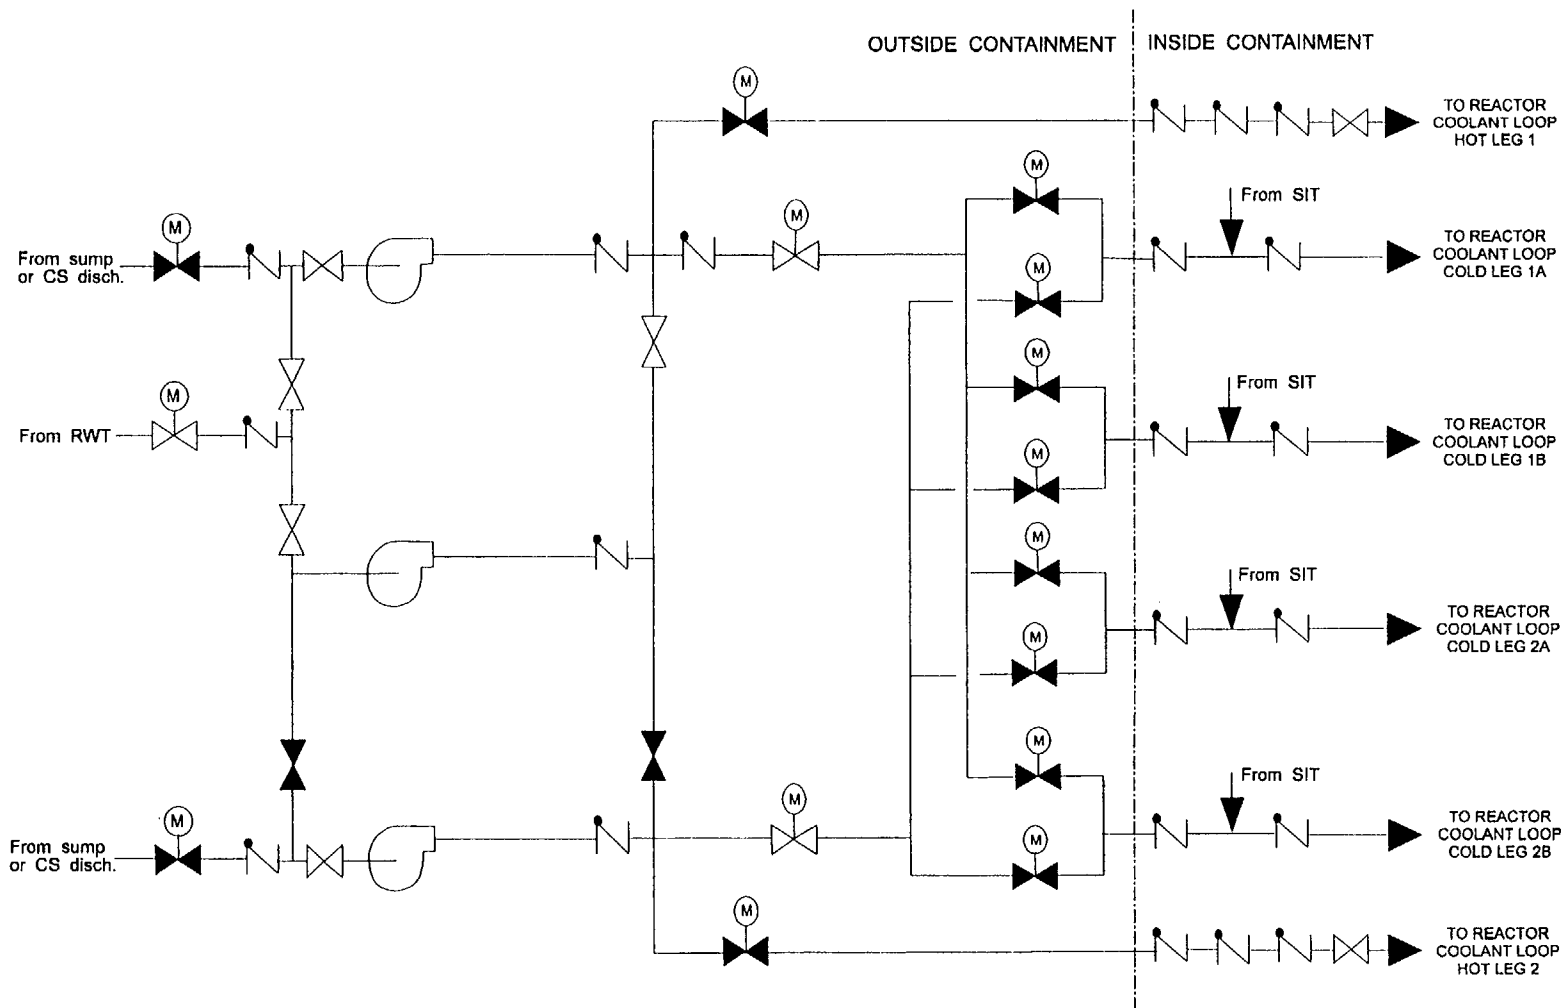 OUTSIDE CONTAINMENT
INSIDE CONTAINMENT
M
TO REACTOR
COOLANT LOOP
HOT LEG 1
M
From SIT
M
M
From sump
or CS disch.
TO REACTOR
COOLANT LOOP
COLD LEG 1A
M
M
From SIT
M
From RWT
TO REACTOR
COOLANT LOOP
COLD LEG 1B
M
M
From SIT
TO REACTOR
COOLANT LOOP
COLD LEG 2A
M
M
From SIT
M
M
From sump
or CS disch.
TO REACTOR
COOLANT LOOP
COLD LEG 2B
M
M
TO REACTOR
COOLANT LOOP
HOT LEG 2